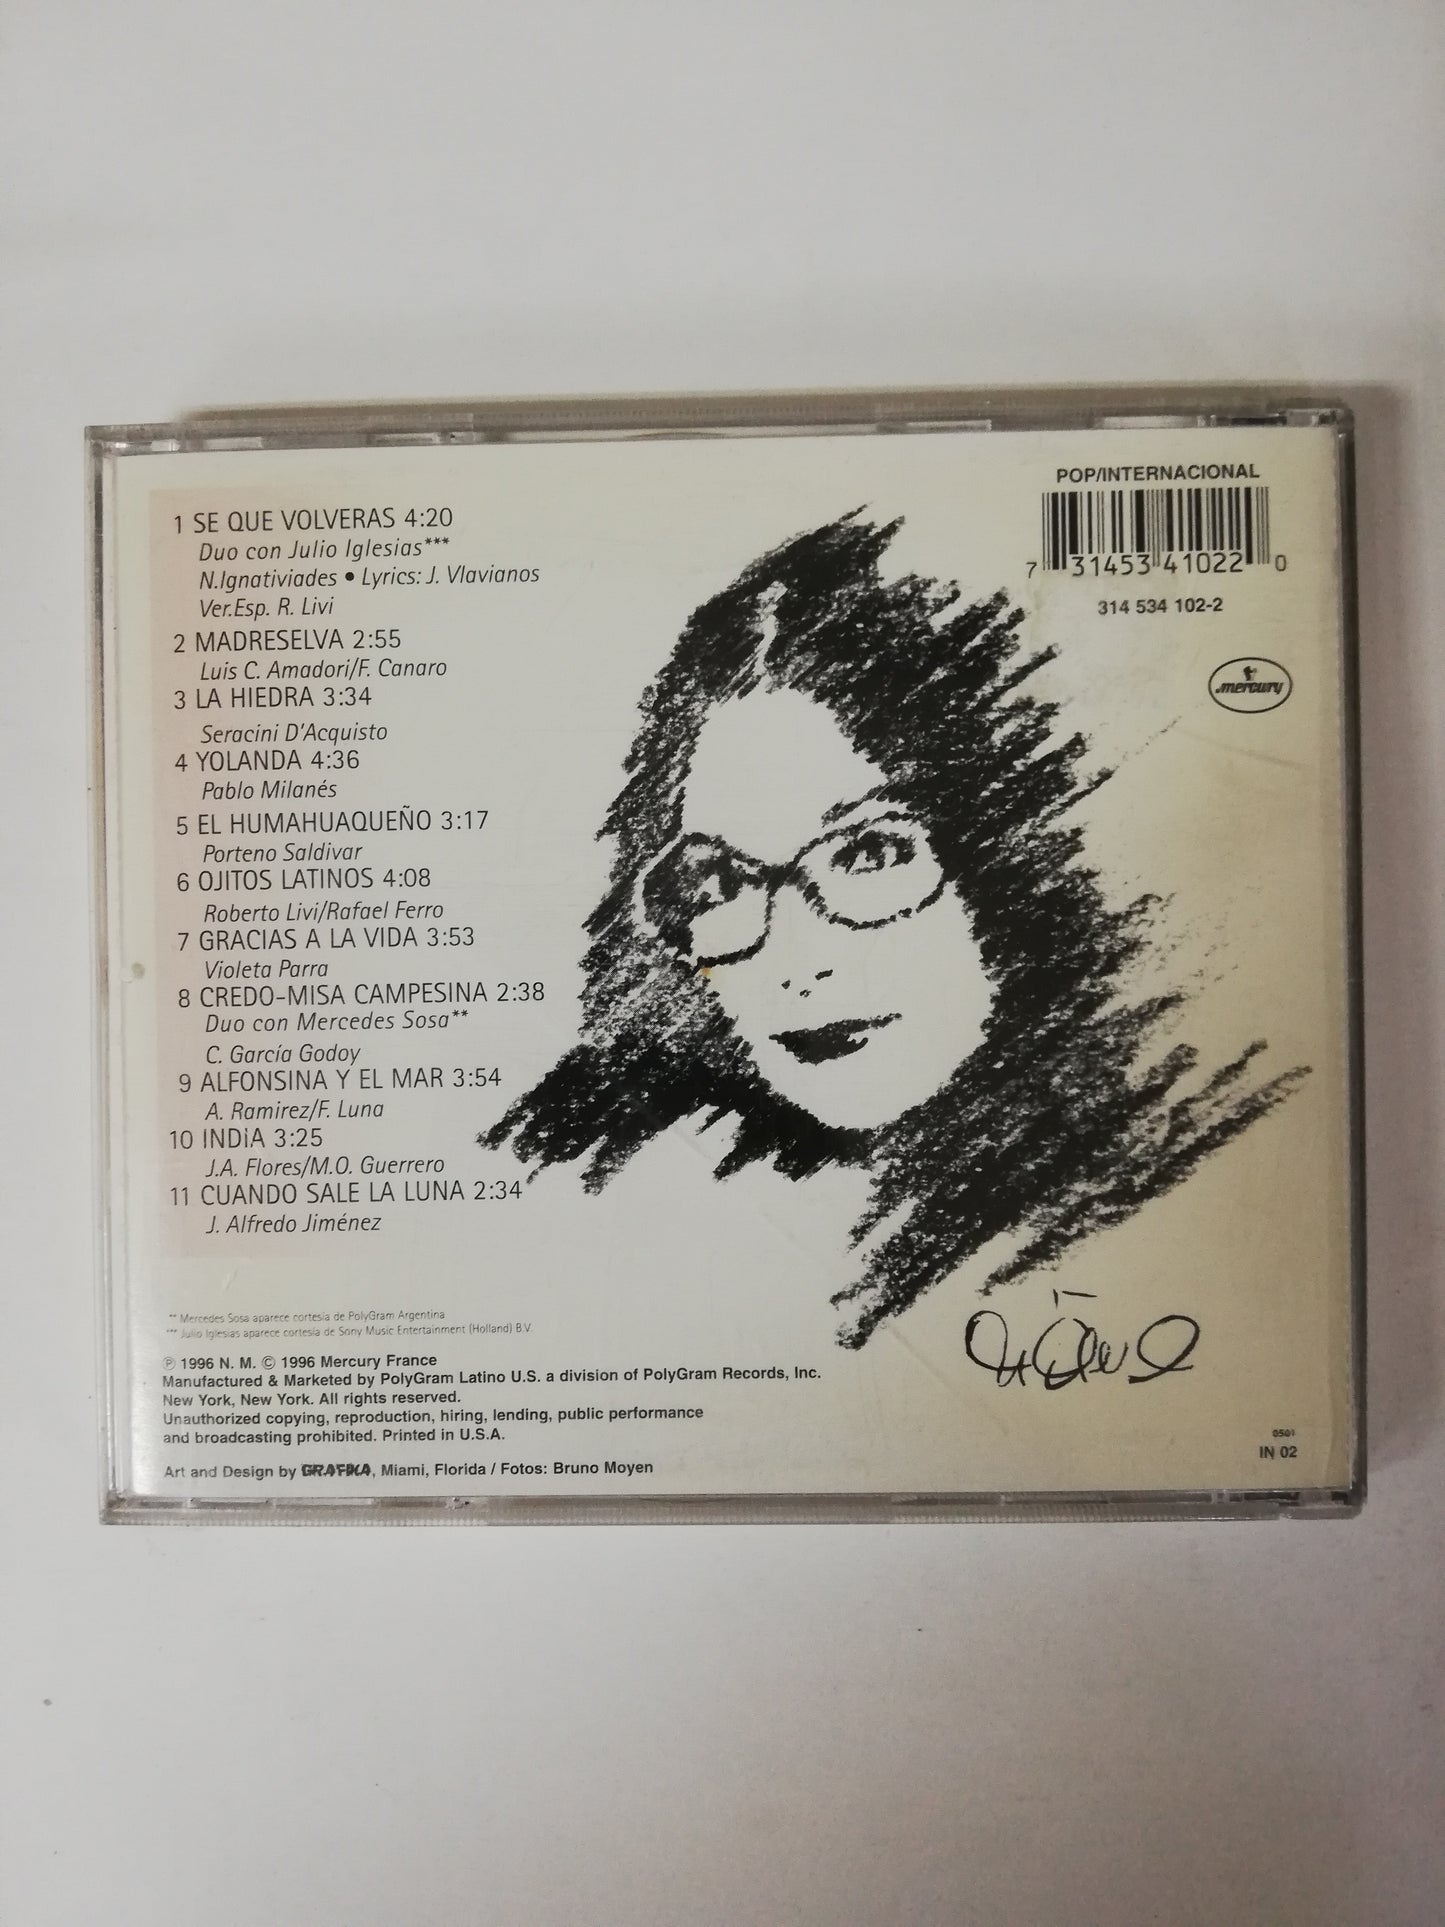 1 SE QUE VOLVERAS 4:20
Duo con Julio Iglesias***
N.Ignativiades • Lyrics: J. Vlavianos
Ver.Esp. R. Livi
2 MADRESELVA 2:55
Luis C. Amadori/F. Canaro
3 LA HIEDRA 3:34
Seracini D'Acquisto
4 YOLANDA 4:36
Pablo Milanés
5 EL HUMAHUAQUEÑO 3:17
Porteno Saldivar
6 OJITOS LATINOS 4:08
Roberto Livi/Rafael Ferro
7 GRACIAS A LA VIDA 3:53
Violeta Parra
8 CREDO-MISA CAMPESINA 2:38
Duo con Mercedes Sosa**
C. García Godoy
9 ALFONSINA Y EL MAR 3:54
A. Ramirez/F. Luna
10 INDIA 3:25
J.A. Flores/M.O. Guerrero
11 CUANDO SALE LA LUNA 2:34
J. Alfredo Jiménez
** Mercedes Sosa aparece cortesia de PolyGram Argentina
*** Julio Iglesias aparece cortesia de Sony Music Entertainment (Holland) B.V.
℗ 1996 N. M. © 1996 Mercury France
Manufactured & Marketed by PolyGram Latino U.S. a division of PolyGram Records, Inc.
New York, New York. All rights reserved.
Unauthorized copying, reproduction, hiring, lending, public performance
and broadcasting prohibited. Printed in U.S.A.
Art and Design by GRAFIKA, Miami, Florida / Fotos: Bruno Moyen
POP/INTERNACIONAL
7 31453 41022 0
314 534 102-2
mercury
0501
IN 02